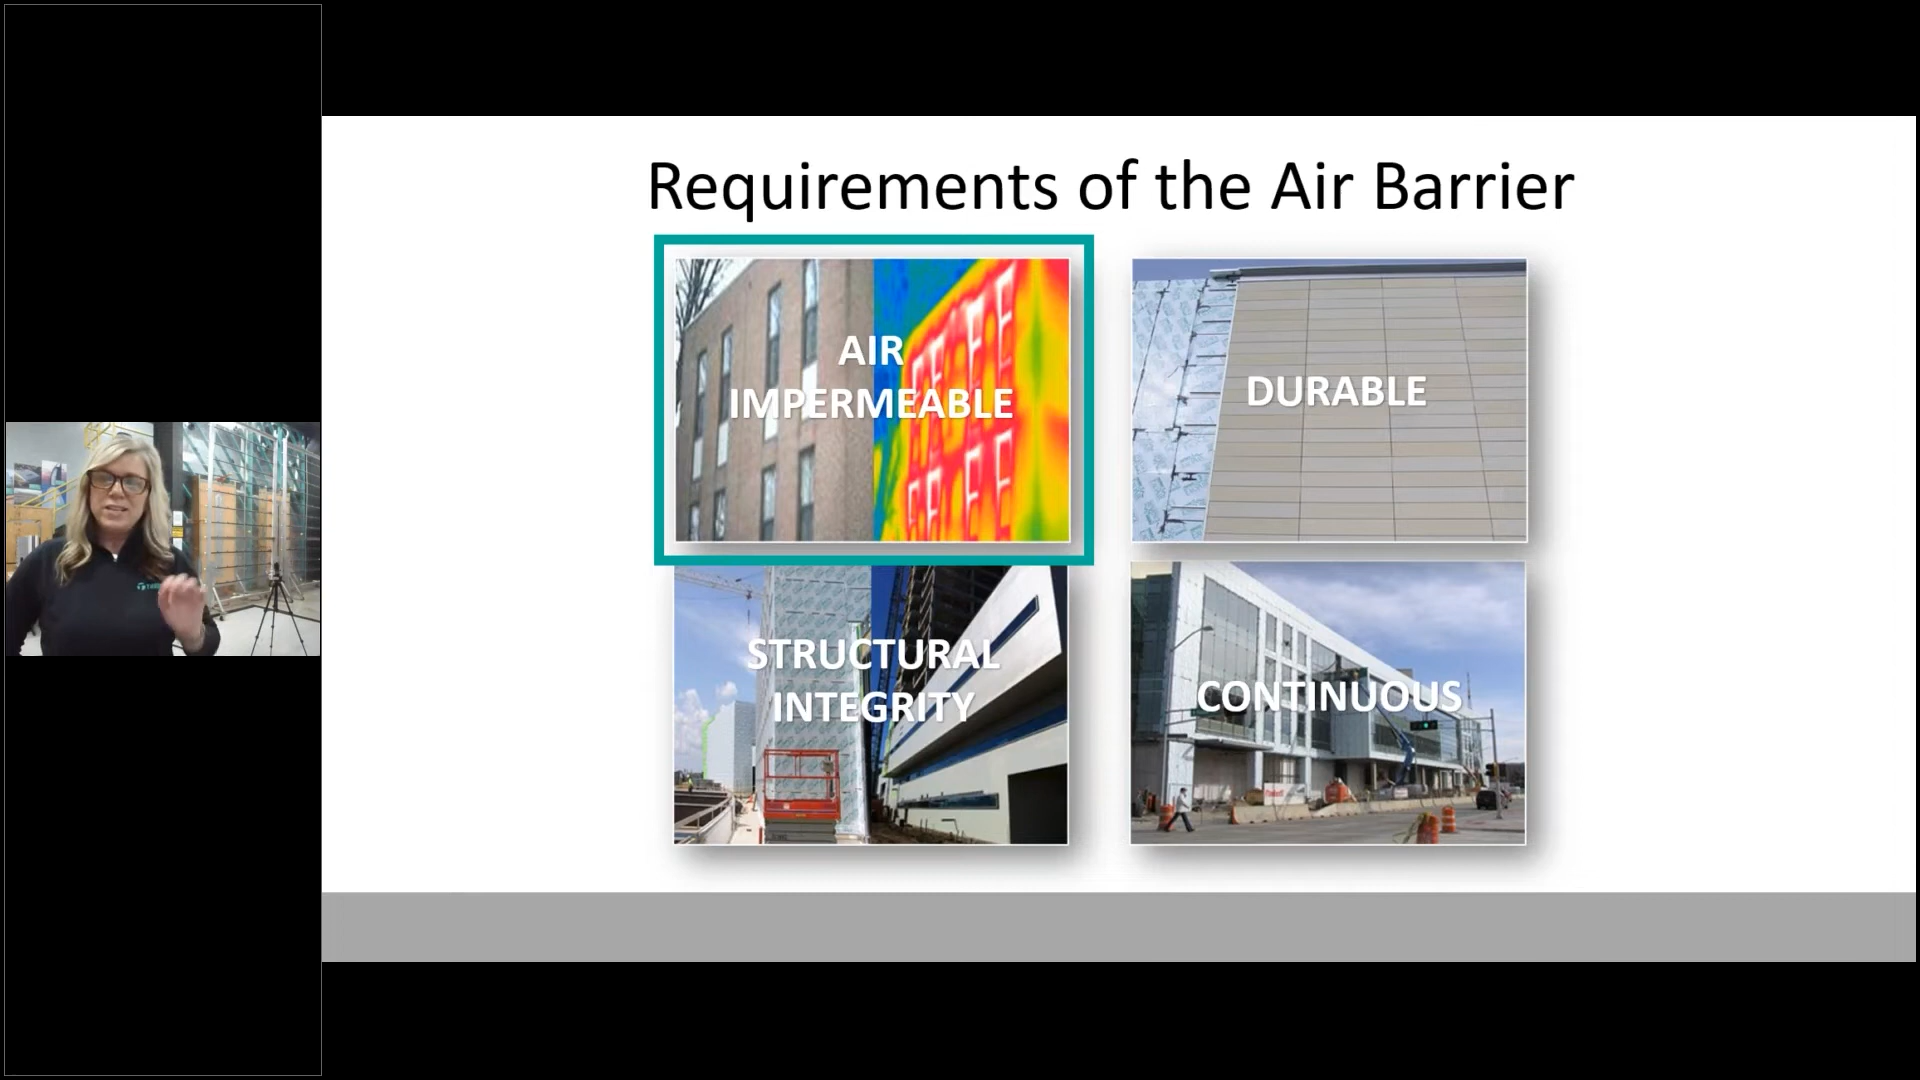 Requirements of the Air Barrier
AIR
IMPERMEABLE
DURABLE
STRUCTURAL
INTEGRITY
CONTINUOUS